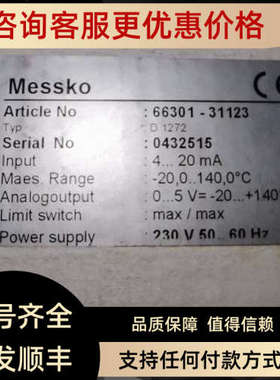 咨询客服更优惠价格
Messko
CE
Article No : 66301 - 31123
Typ D 1272
Serial No : 0432515
Input : 4... 20 mA
Maes. Range : -20,0..140,0°C
Analogoutput : 0...5 V= -20...+140°
Limit switch : max / max
Power supply : 230 V 50...60 Hz
号齐全 品质保障 值得信赖
发顺丰 支持任何付款方式